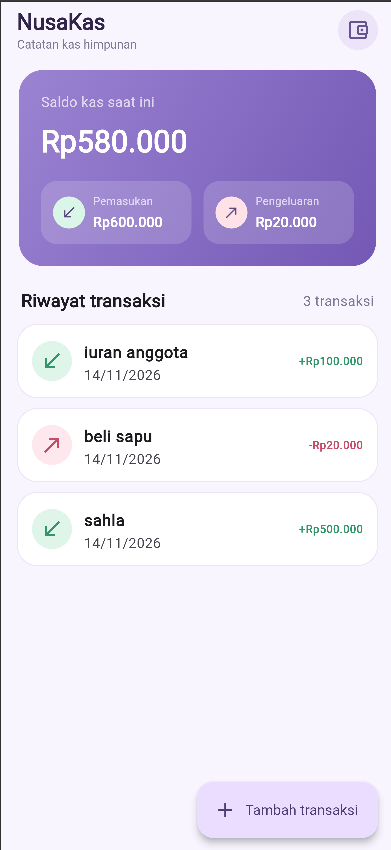 NusaKas
Catatan kas himpunan
Saldo kas saat ini
Rp580.000
Pemasukan
Rp600.000
Pengeluaran
Rp20.000
Riwayat transaksi
3 transaksi
iuran anggota
14/11/2026
+Rp100.000
beli sapu
14/11/2026
-Rp20.000
sahla
14/11/2026
+Rp500.000
Tambah transaksi